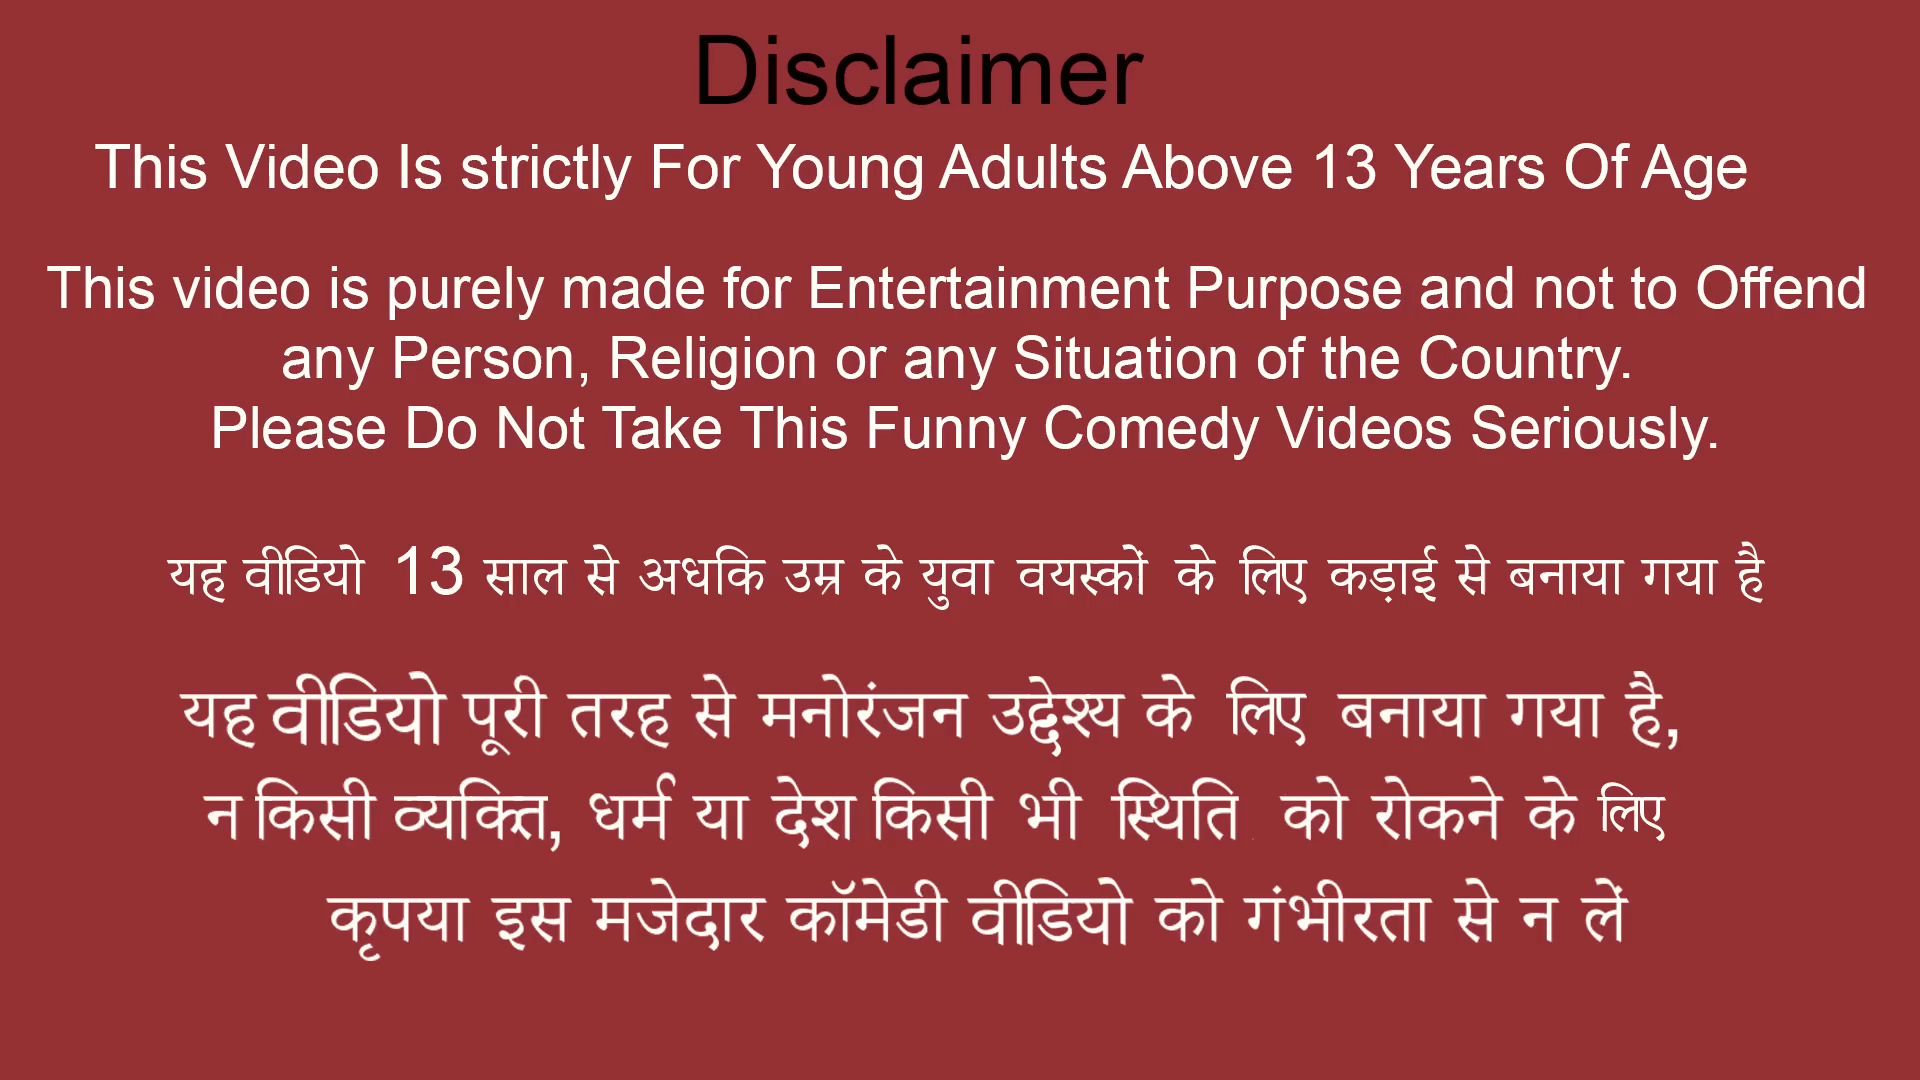 Disclaimer
This Video Is strictly For Young Adults Above 13 Years Of Age
This video is purely made for Entertainment Purpose and not to Offend
any Person, Religion or any Situation of the Country.
Please Do Not Take This Funny Comedy Videos Seriously.
यह वीडियो 13 साल से अधकि उम्र के युवा वयस्कों के लिए कड़ाई से बनाया गया है
यह वीडियो पूरी तरह से मनोरंजन उद्देश्य के लिए बनाया गया है,
न किसी व्यक्ति, धर्म या देश किसी भी स्थिति को रोकने के लिए
कृपया इस मजेदार कॉमेडी वीडियो को गंभीरता से न लें